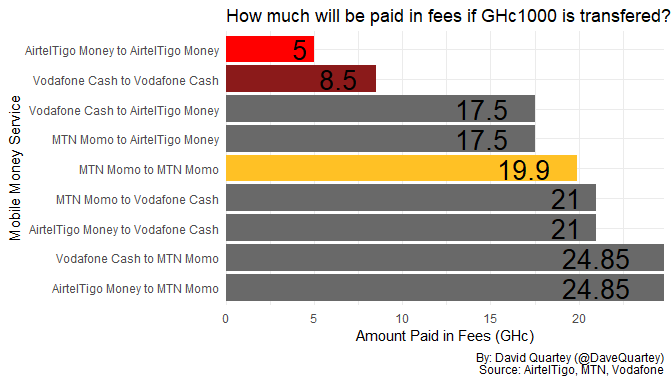 How much will be paid in fees if GHc1000 is transfered?
Mobile Money Service
AirtelTigo Money to AirtelTigo Money 5
Vodafone Cash to Vodafone Cash 8.5
Vodafone Cash to AirtelTigo Money 17.5
MTN Momo to AirtelTigo Money 17.5
MTN Momo to MTN Momo 19.9
MTN Momo to Vodafone Cash 21
AirtelTigo Money to Vodafone Cash 21
Vodafone Cash to MTN Momo 24.85
AirtelTigo Money to MTN Momo 24.85
0 5 10 15 20
Amount Paid in Fees (GHc)
By: David Quartey (@DaveQuartey)
Source: AirtelTigo, MTN, Vodafone